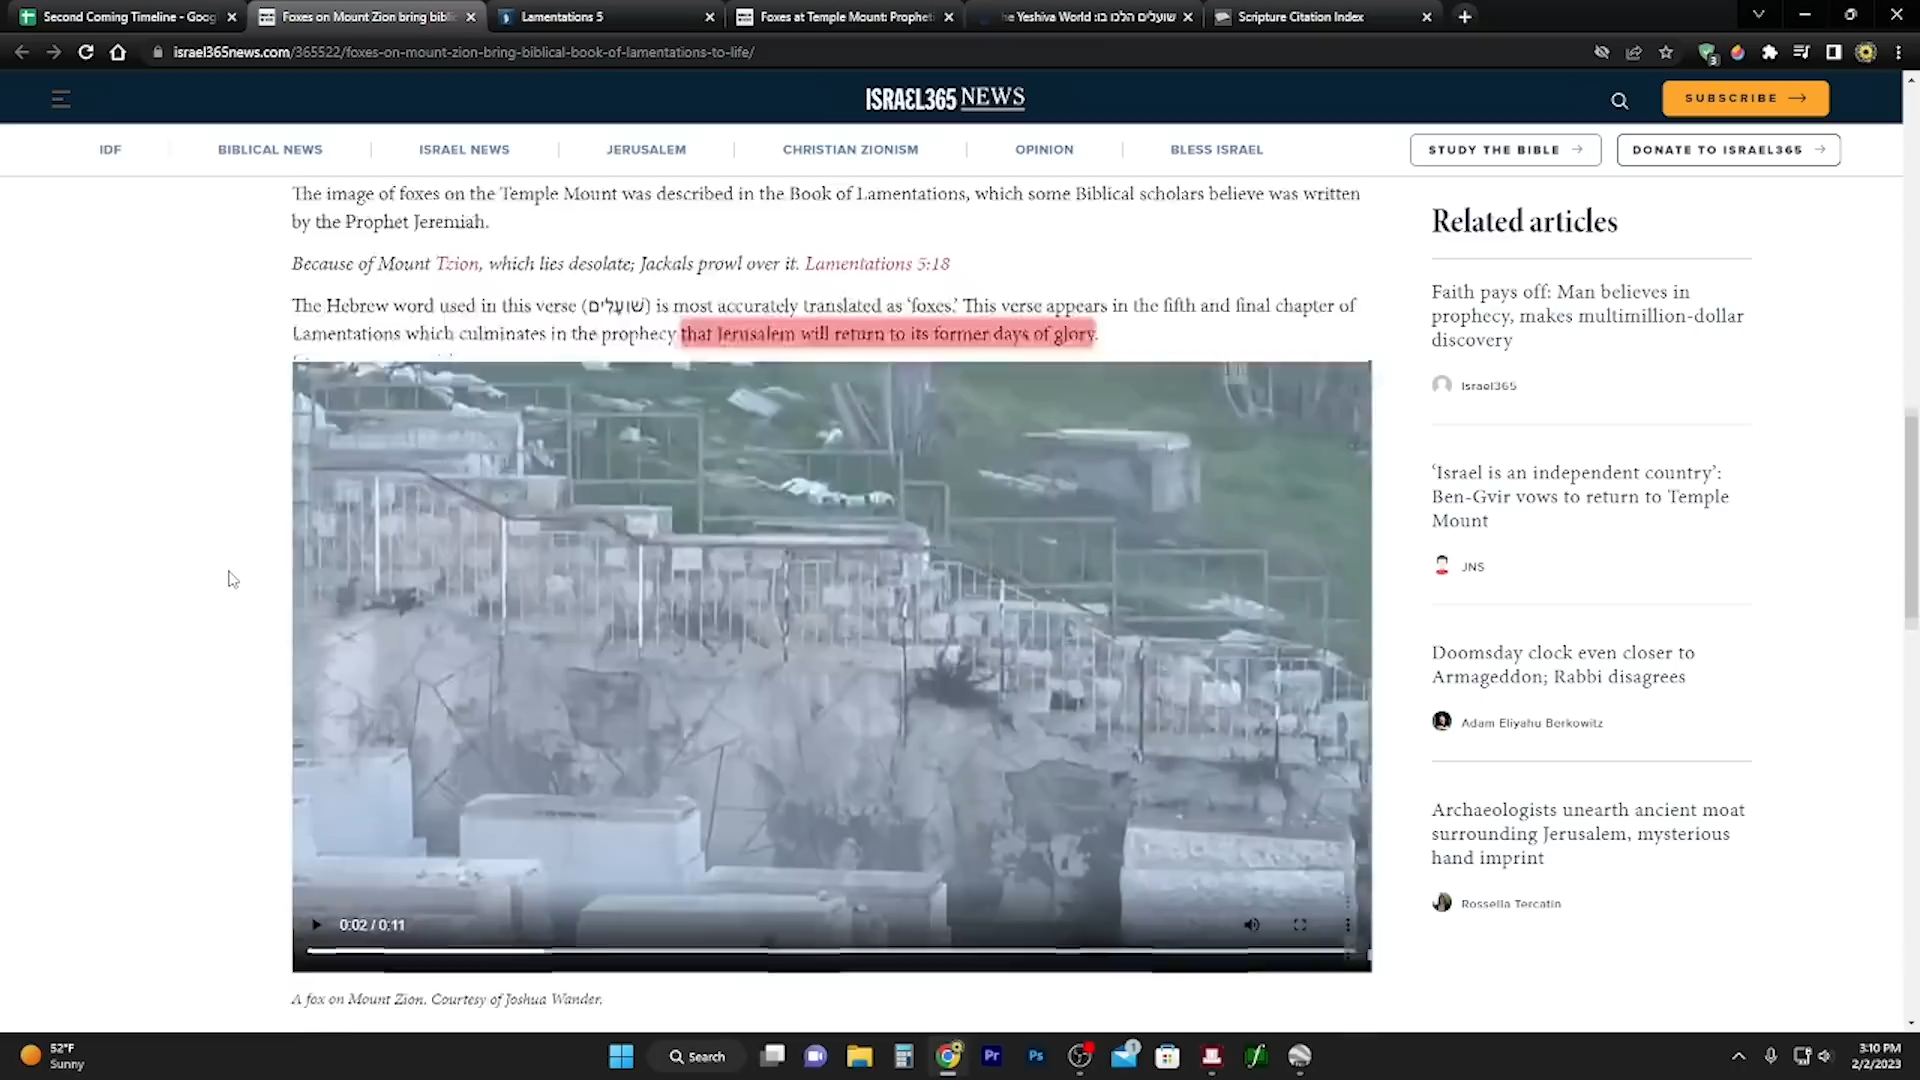 Second Coming Timeline - Goog
Foxes on Mount Zion bring bibli
Lamentations 5
Foxes at Temple Mount: Prophet
he Yeshiva World: שועלים הלכו בו
Scripture Citation Index
israel365news.com/365522/foxes-on-mount-zion-bring-biblical-book-of-lamentations-to-life/
3
ISRAEL365 NEWS
SUBSCRIBE →
IDF
BIBLICAL NEWS
ISRAEL NEWS
JERUSALEM
CHRISTIAN ZIONISM
OPINION
BLESS ISRAEL
STUDY THE BIBLE →
DONATE TO ISRAEL365 →
The image of foxes on the Temple Mount was described in the Book of Lamentations, which some Biblical scholars believe was written
by the Prophet Jeremiah.
Because of Mount Tzion, which lies desolate; Jackals prowl over it. Lamentations 5:18
The Hebrew word used in this verse (שׁוּעָלִים) is most accurately translated as ‘foxes.’ This verse appears in the fifth and final chapter of
Lamentations which culminates in the prophecy that Jerusalem will return to its former days of glory.
0:02 / 0:11
A fox on Mount Zion. Courtesy of Joshua Wander.
Related articles
Faith pays off: Man believes in
prophecy, makes multimillion-dollar
discovery
Israel365
‘Israel is an independent country’:
Ben-Gvir vows to return to Temple
Mount
JNS
Doomsday clock even closer to
Armageddon; Rabbi disagrees
Adam Eliyahu Berkowitz
Archaeologists unearth ancient moat
surrounding Jerusalem, mysterious
hand imprint
Rossella Tercatin
52°F
Sunny
Search
Pr
Ps
1
3:10 PM
2/2/2023